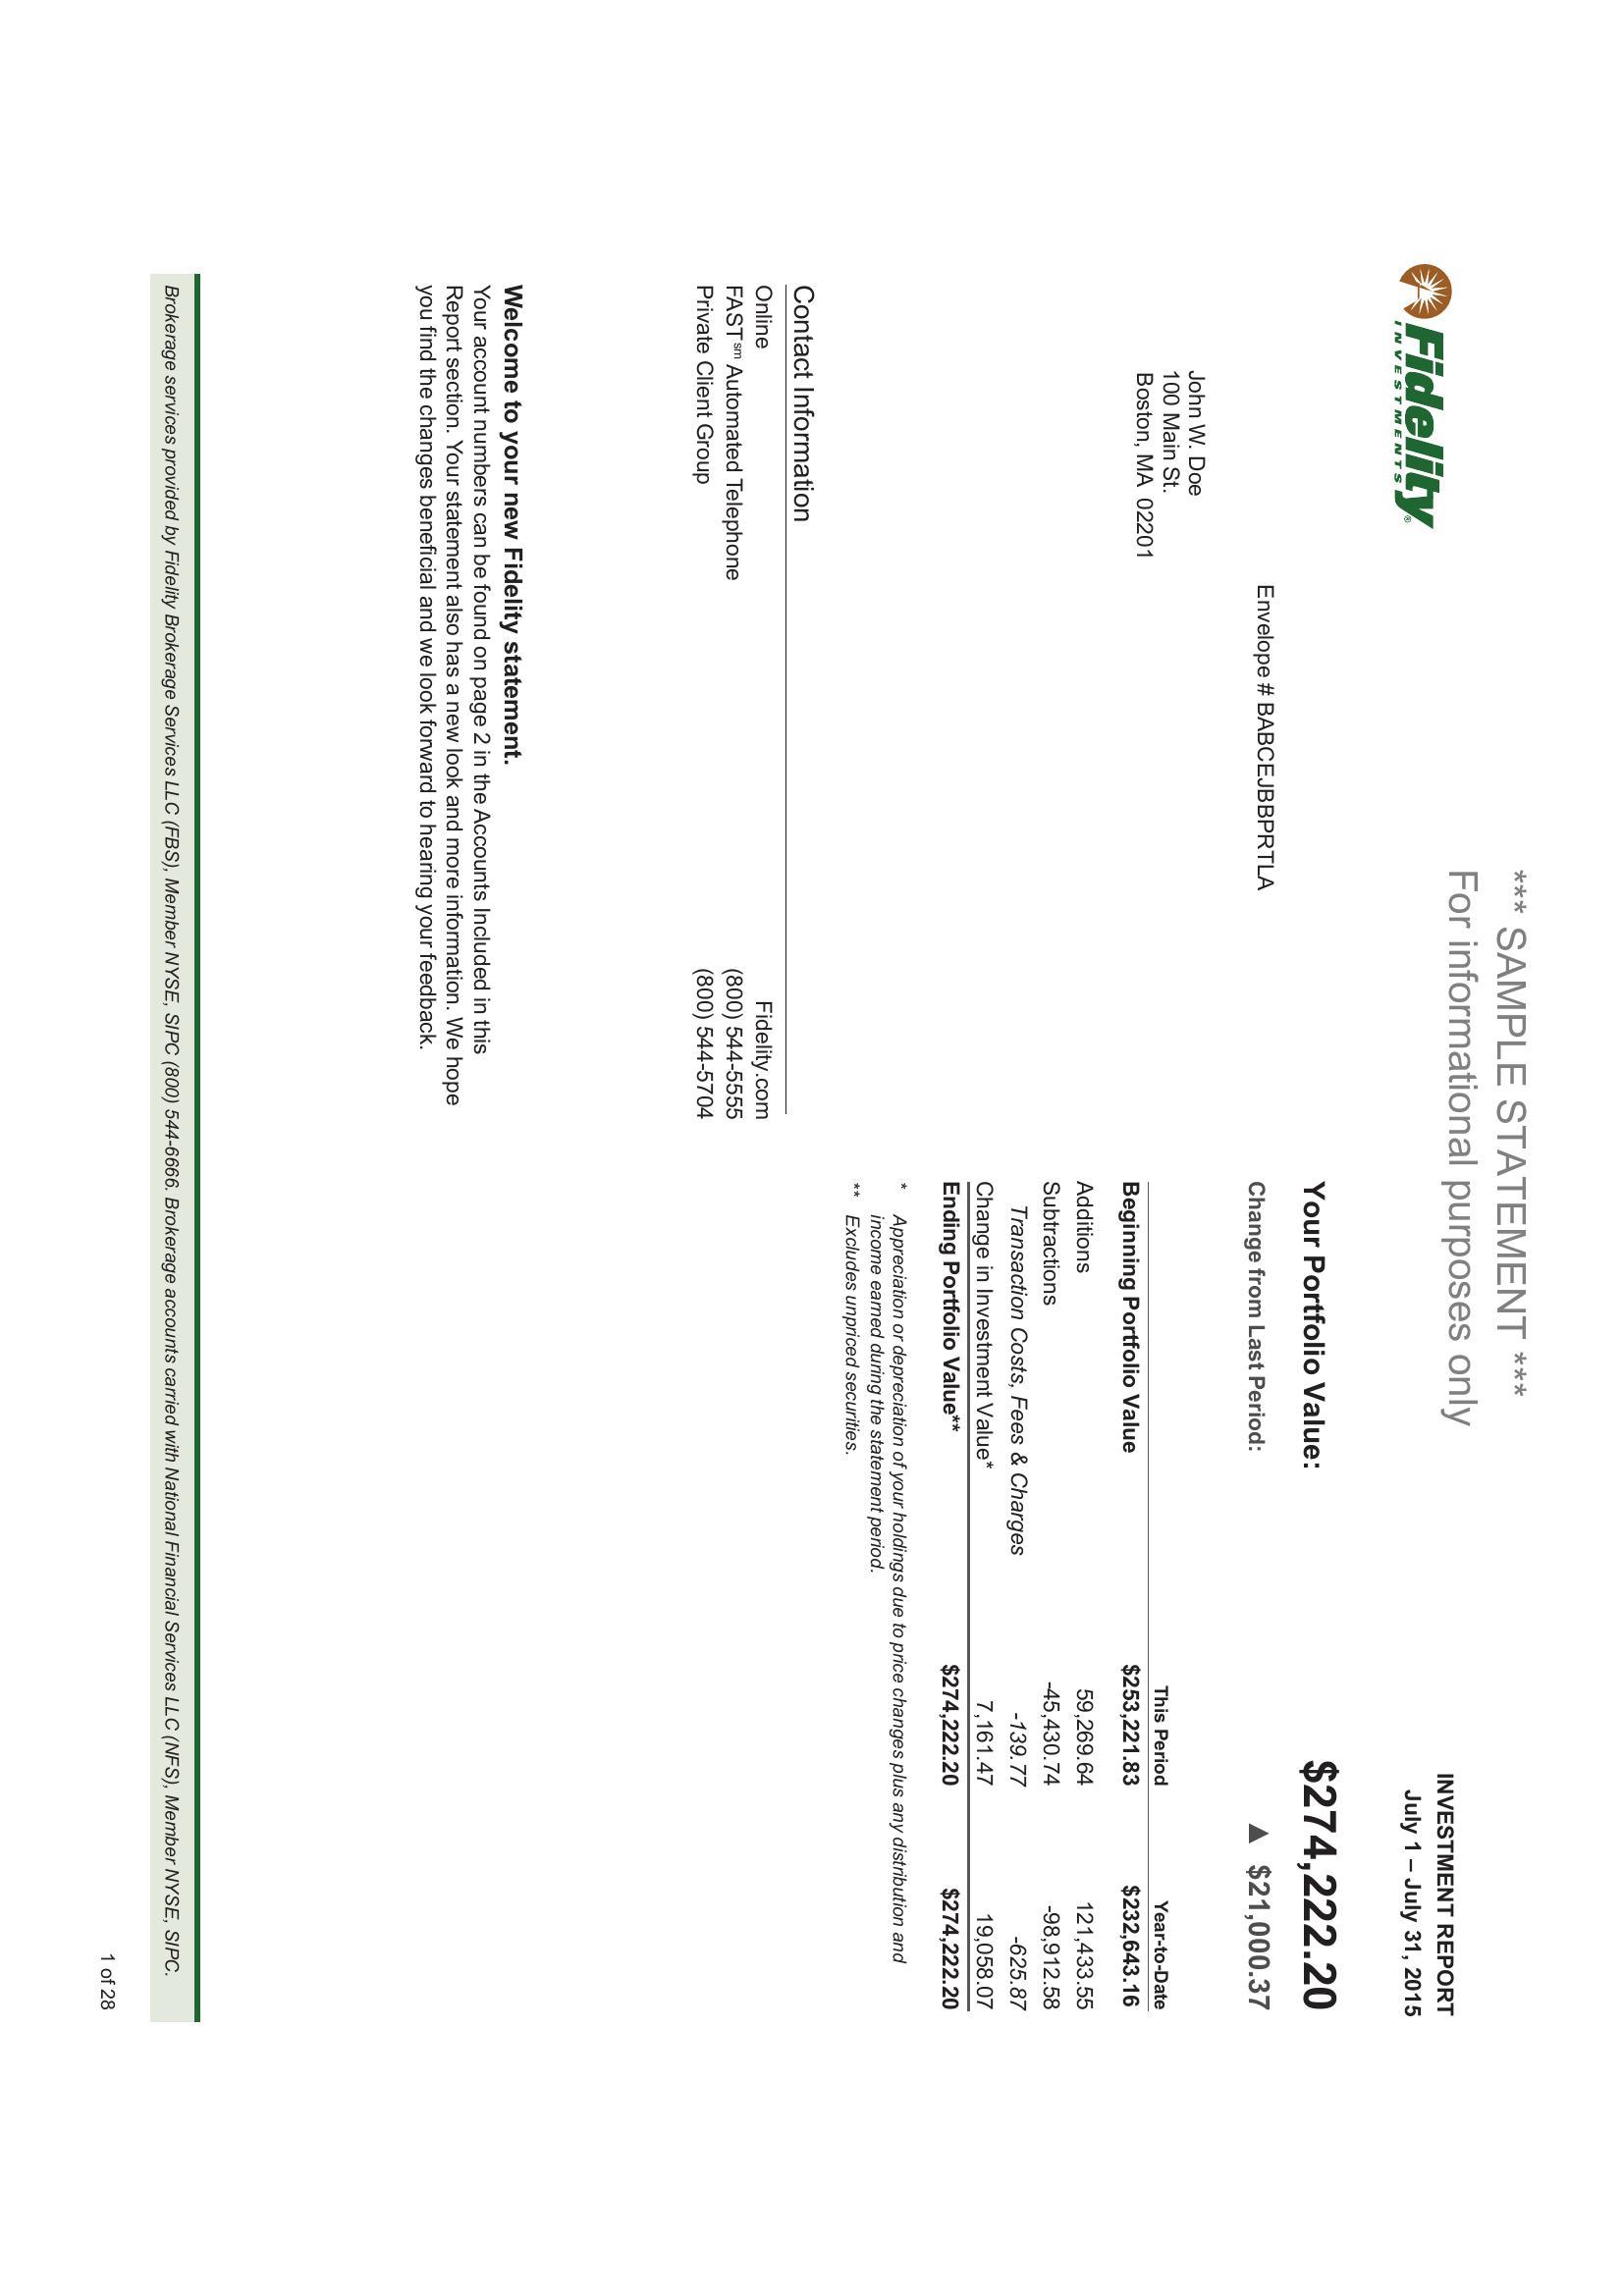 *** SAMPLE STATEMENT ***
For informational purposes only
Fidelity®
INVESTMENTS
INVESTMENT REPORT
July 1 – July 31, 2015
Envelope # BABCEJBBPRTLA
John W. Doe
100 Main St.
Boston, MA 02201
Your Portfolio Value: $274,222.20
Change from Last Period: ▲ $21,000.37
This Period Year-to-Date
Beginning Portfolio Value $253,221.83 $232,643.16
Additions 59,269.64 121,433.55
Subtractions -45,430.74 -98,912.58
Transaction Costs, Fees & Charges -139.77 -625.87
Change in Investment Value* 7,161.47 19,058.07
Ending Portfolio Value** $274,222.20 $274,222.20
* Appreciation or depreciation of your holdings due to price changes plus any distribution and
income earned during the statement period.
** Excludes unpriced securities.
Contact Information
Online Fidelity.com
FAST℠ Automated Telephone (800) 544-5555
Private Client Group (800) 544-5704
Welcome to your new Fidelity statement.
Your account numbers can be found on page 2 in the Accounts Included in this
Report section. Your statement also has a new look and more information. We hope
you find the changes beneficial and we look forward to hearing your feedback.
Brokerage services provided by Fidelity Brokerage Services LLC (FBS), Member NYSE, SIPC (800) 544-6666. Brokerage accounts carried with National Financial Services LLC (NFS), Member NYSE, SIPC.
1 of 28